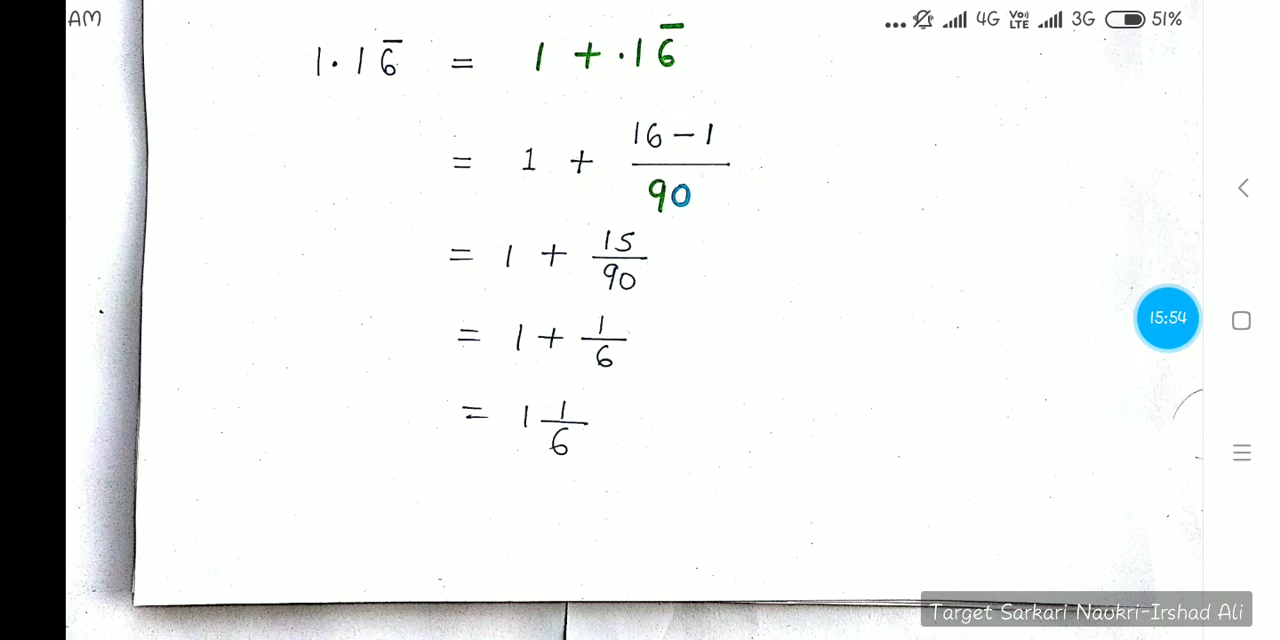 AM
... 4G VoLTE 3G 51%
1.16̅ = 1 + .16̅
= 1 + 16 - 1 / 90
= 1 + 15 / 90
= 1 + 1 / 6
= 1 1 / 6
15:54
Target Sarkari Naukri-Irshad Ali